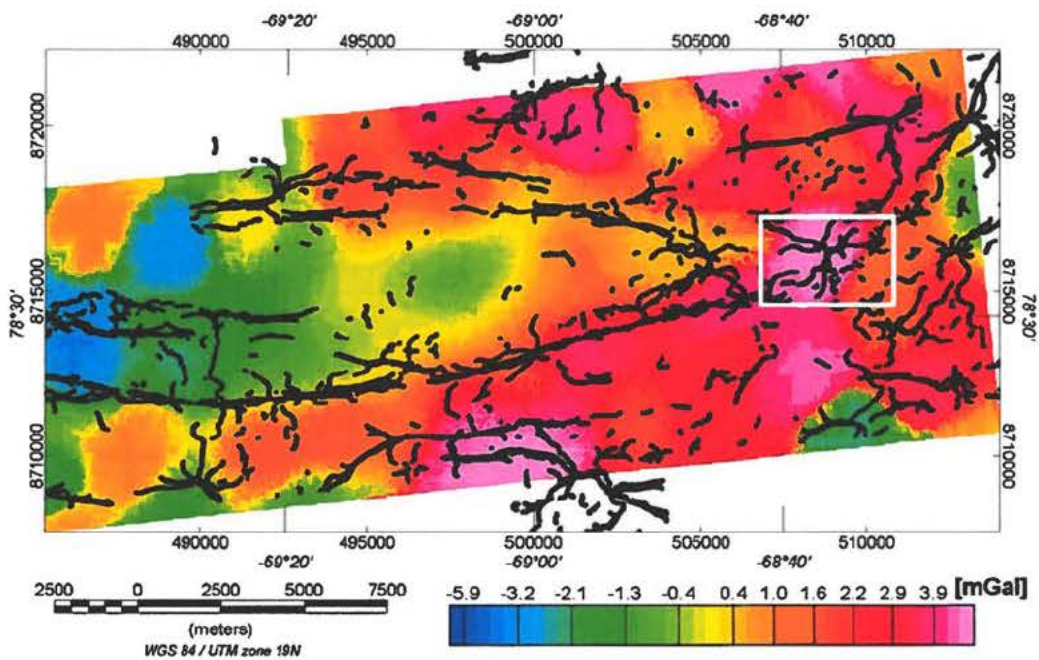 -69°20' -69°00' -68°40'
490000 495000 500000 505000 510000
8720000 8720000
8715000 8715000
78°30' 78°30'
8710000 8710000
490000 495000 500000 505000 510000
-69°20' -69°00' -68°40'
2500 0 2500 5000 7500
(meters)
WGS 84 / UTM zone 19N
[mGal]
-5.9 -3.2 -2.1 -1.3 -0.4 0.4 1.0 1.6 2.2 2.9 3.9